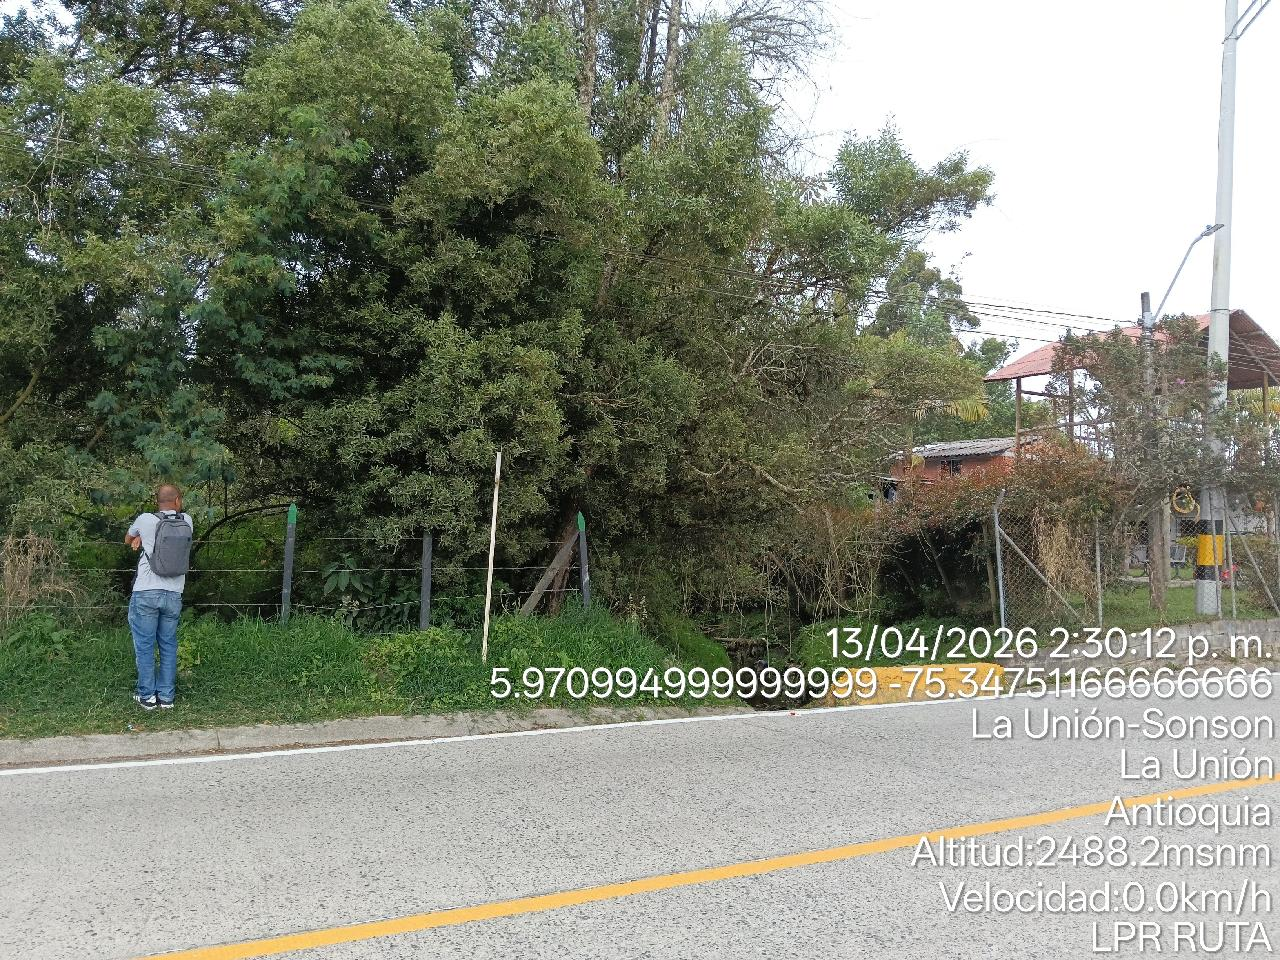 13/04/2026 2:30:12 p. m.
5.970994999999999 -75.34751166666666
La Unión-Sonson
La Unión
Antioquia
Altitud:2488.2msnm
Velocidad:0.0km/h
LPR RUTA